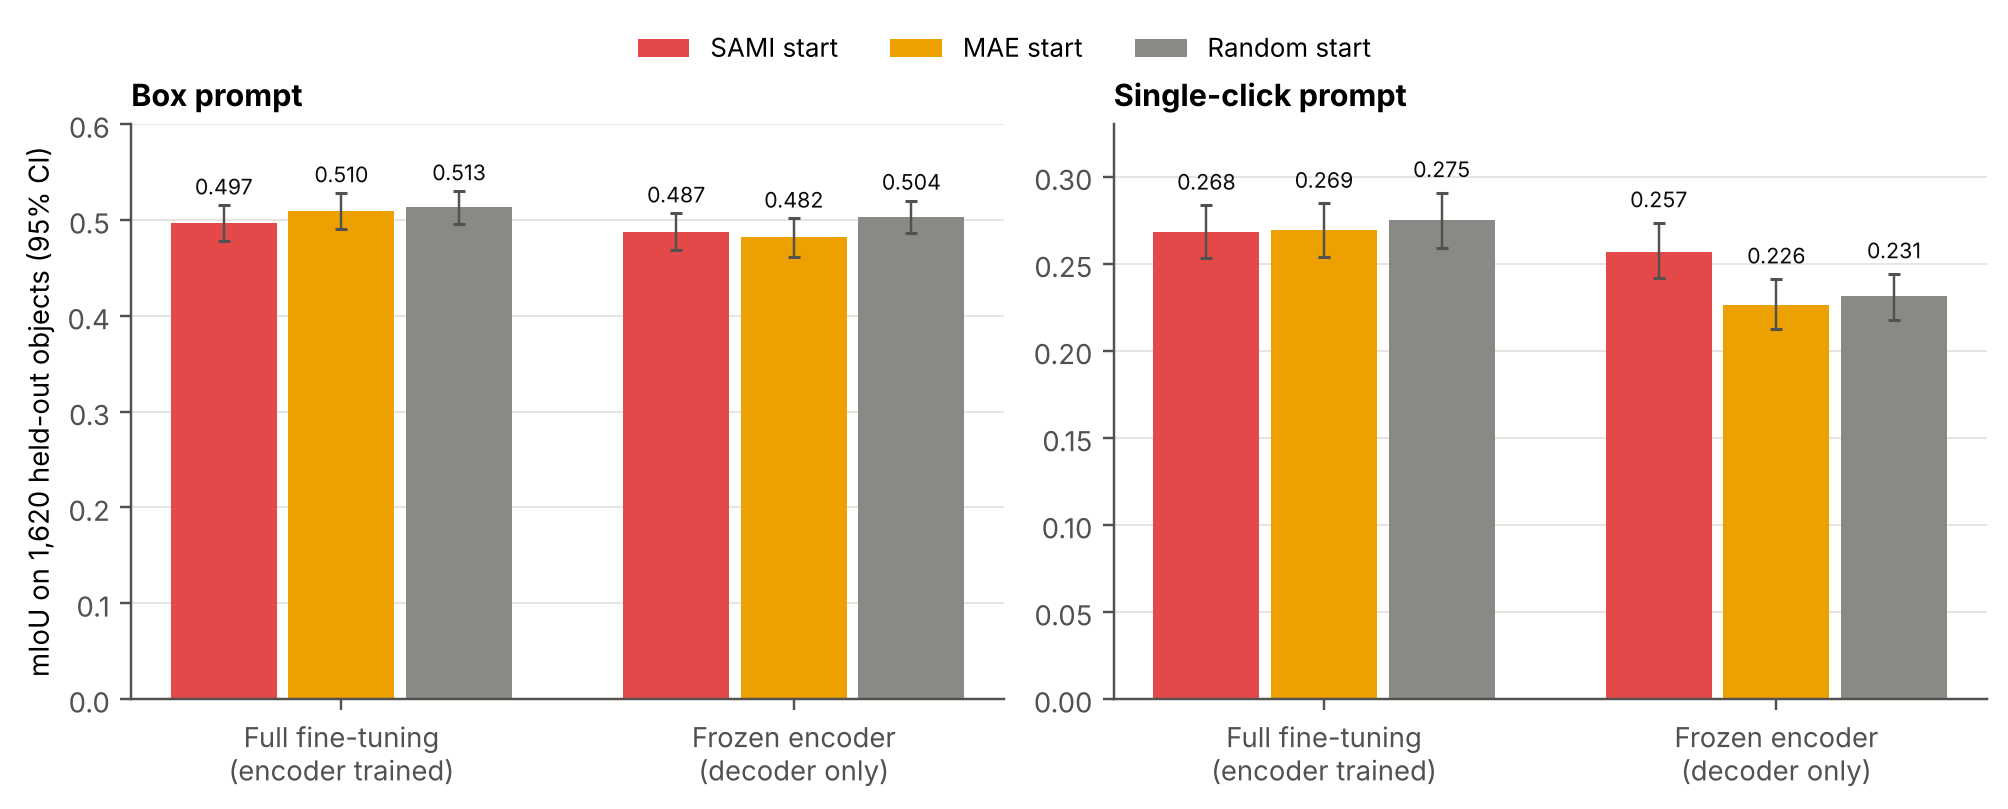 SAMI start
MAE start
Random start
Box prompt
mIoU on 1,620 held-out objects (95% CI)
0.6
0.5
0.4
0.3
0.2
0.1
0.0
0.497
0.510
0.513
0.487
0.482
0.504
Full fine-tuning
(encoder trained)
Frozen encoder
(decoder only)
Single-click prompt
0.30
0.25
0.20
0.15
0.10
0.05
0.00
0.268
0.269
0.275
0.257
0.226
0.231
Full fine-tuning
(encoder trained)
Frozen encoder
(decoder only)